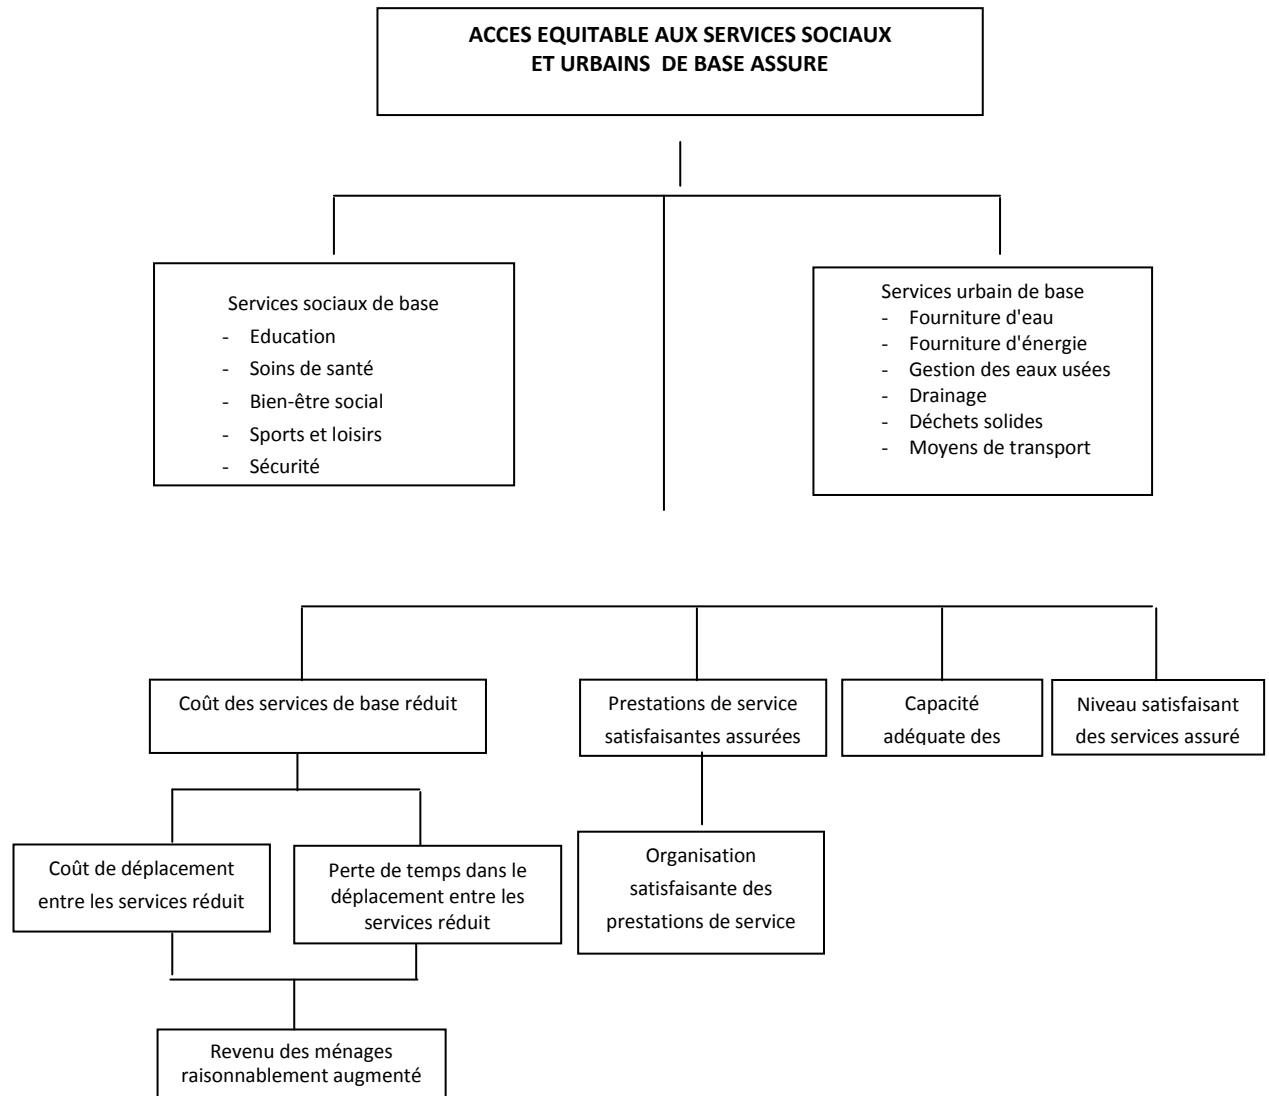 ACCES EQUITABLE AUX SERVICES SOCIAUX
ET URBAINS DE BASE ASSURE
Services sociaux de base
- Education
- Soins de santé
- Bien-être social
- Sports et loisirs
- Sécurité
Services urbain de base
- Fourniture d'eau
- Fourniture d'énergie
- Gestion des eaux usées
- Drainage
- Déchets solides
- Moyens de transport
Coût des services de base réduit
Prestations de service
satisfaisantes assurées
Capacité
adéquate des
Niveau satisfaisant
des services assuré
Coût de déplacement
entre les services réduit
Perte de temps dans le
déplacement entre les
services réduit
Organisation
satisfaisante des
prestations de service
Revenu des ménages
raisonnablement augmenté